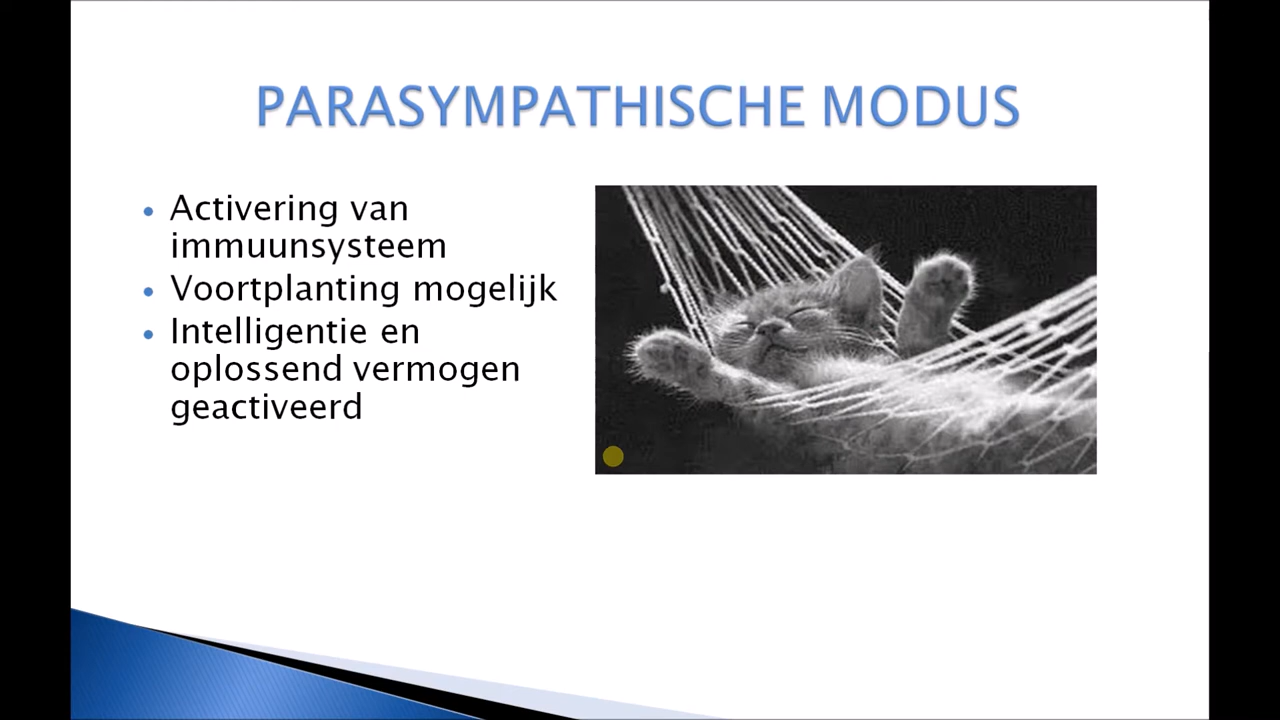 PARASYMPATHISCHE MODUS
• Activering van
immuunsysteem
• Voortplanting mogelijk
• Intelligentie en
oplossend vermogen
geactiveerd